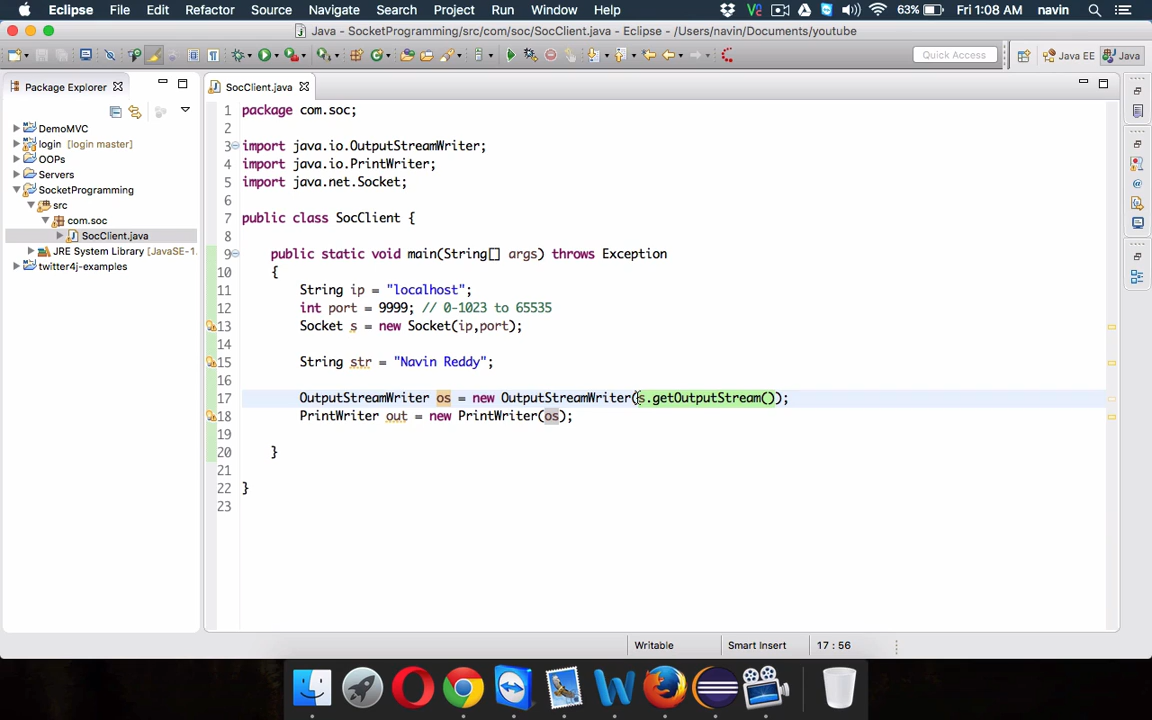 Eclipse File Edit Source Refactor Navigate Search Project Run Window Help 63% Fri 1:08 AM navin
Java - SocketProgramming/src/com/soc/SocClient.java - Eclipse - /Users/navin/Documents/youtube
Quick Access Java EE Java
Package Explorer
SocClient.java
DemoMVC
login [login master]
OOPs
Servers
SocketProgramming
src
com.soc
SocClient.java
JRE System Library [JavaSE-1.
twitter4j-examples
1 package com.soc;
2
3 import java.io.OutputStreamWriter;
4 import java.io.PrintWriter;
5 import java.net.Socket;
6
7 public class SocClient {
8
9 public static void main(String[] args) throws Exception
10 {
11 String ip = "localhost";
12 int port = 9999; // 0-1023 to 65535
13 Socket s = new Socket(ip,port);
14
15 String str = "Navin Reddy";
16
17 OutputStreamWriter os = new OutputStreamWriter(s.getOutputStream());
18 PrintWriter out = new PrintWriter(os);
19
20 }
21
22 }
23
Writable Smart Insert 17 : 56